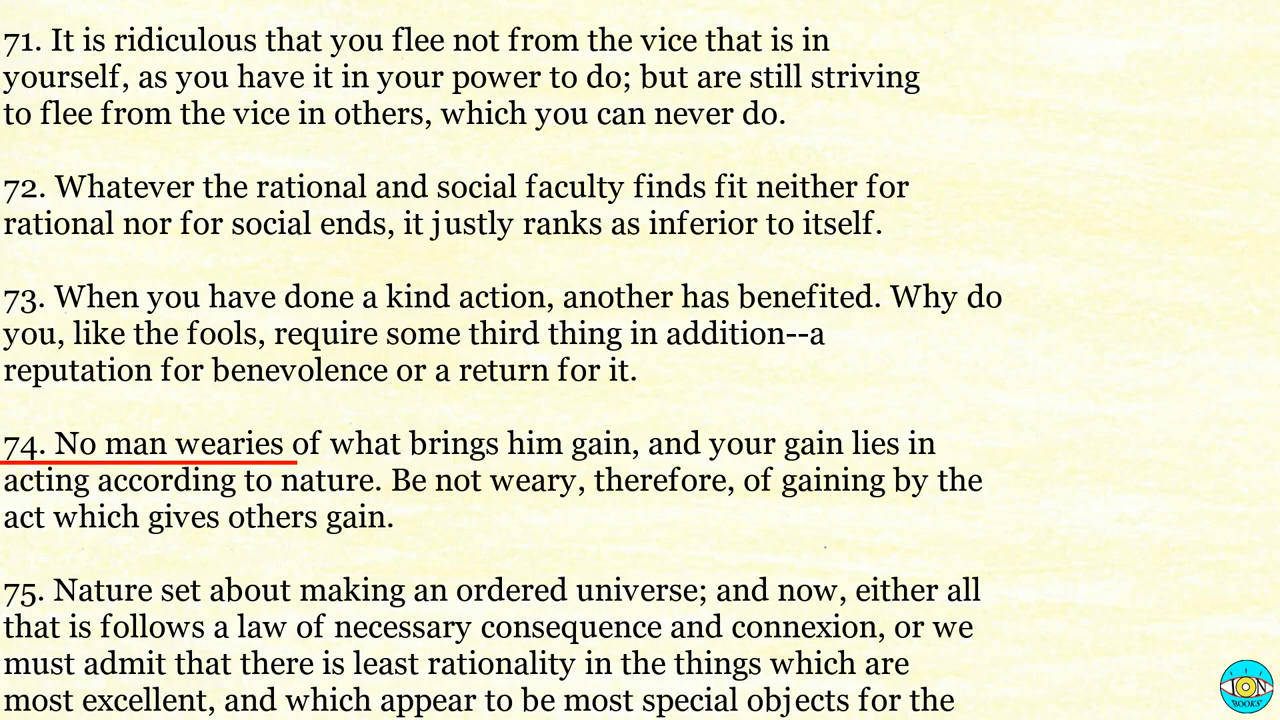 71. It is ridiculous that you flee not from the vice that is in
yourself, as you have it in your power to do; but are still striving
to flee from the vice in others, which you can never do.
72. Whatever the rational and social faculty finds fit neither for
rational nor for social ends, it justly ranks as inferior to itself.
73. When you have done a kind action, another has benefited. Why do
you, like the fools, require some third thing in addition--a
reputation for benevolence or a return for it.
74. No man wearies of what brings him gain, and your gain lies in
acting according to nature. Be not weary, therefore, of gaining by the
act which gives others gain.
75. Nature set about making an ordered universe; and now, either all
that is follows a law of necessary consequence and connexion, or we
must admit that there is least rationality in the things which are
most excellent, and which appear to be most special objects for the
ION
BOOKS